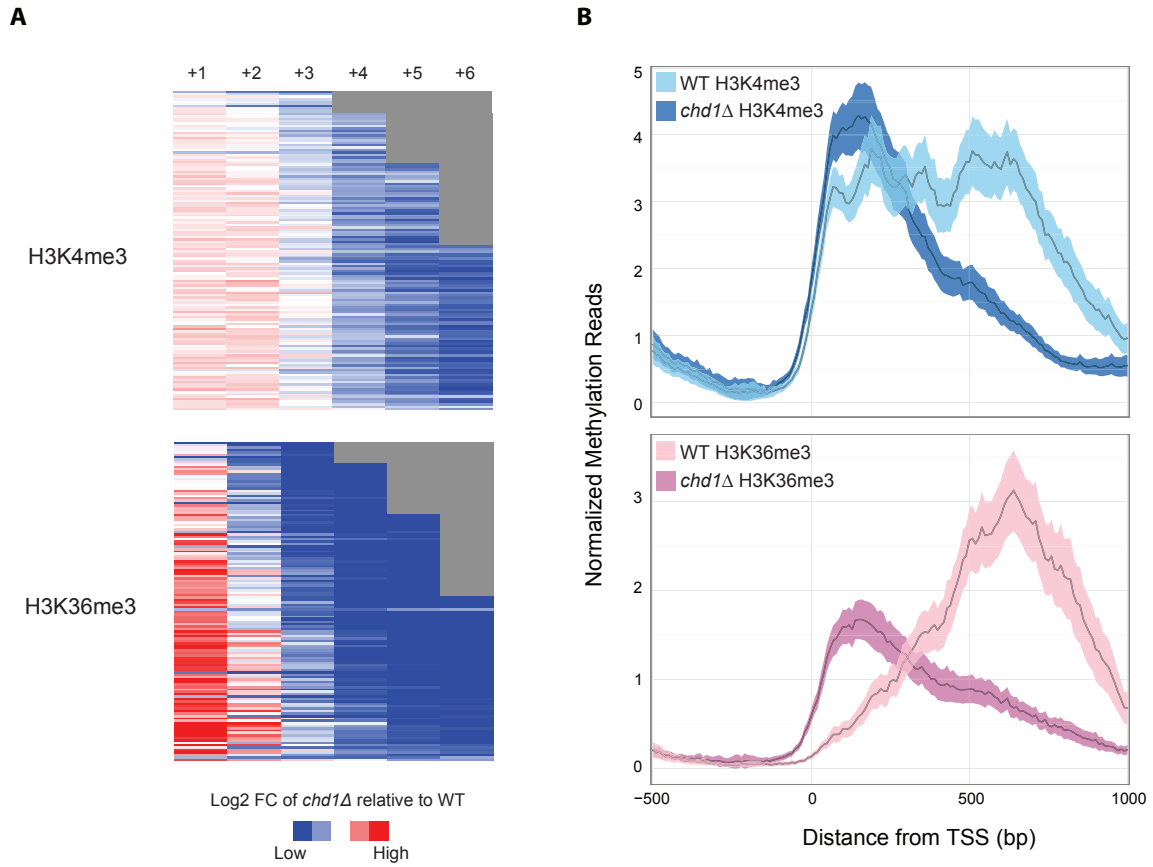 A
+1 +2 +3 +4 +5 +6
H3K4me3
H3K36me3
Log2 FC of chd1Δ relative to WT
Low High
B
Normalized Methylation Reads
5
4
3
2
1
0
WT H3K4me3
chd1Δ H3K4me3
3
2
1
0
WT H3K36me3
chd1Δ H3K36me3
−500 0 500 1000
Distance from TSS (bp)